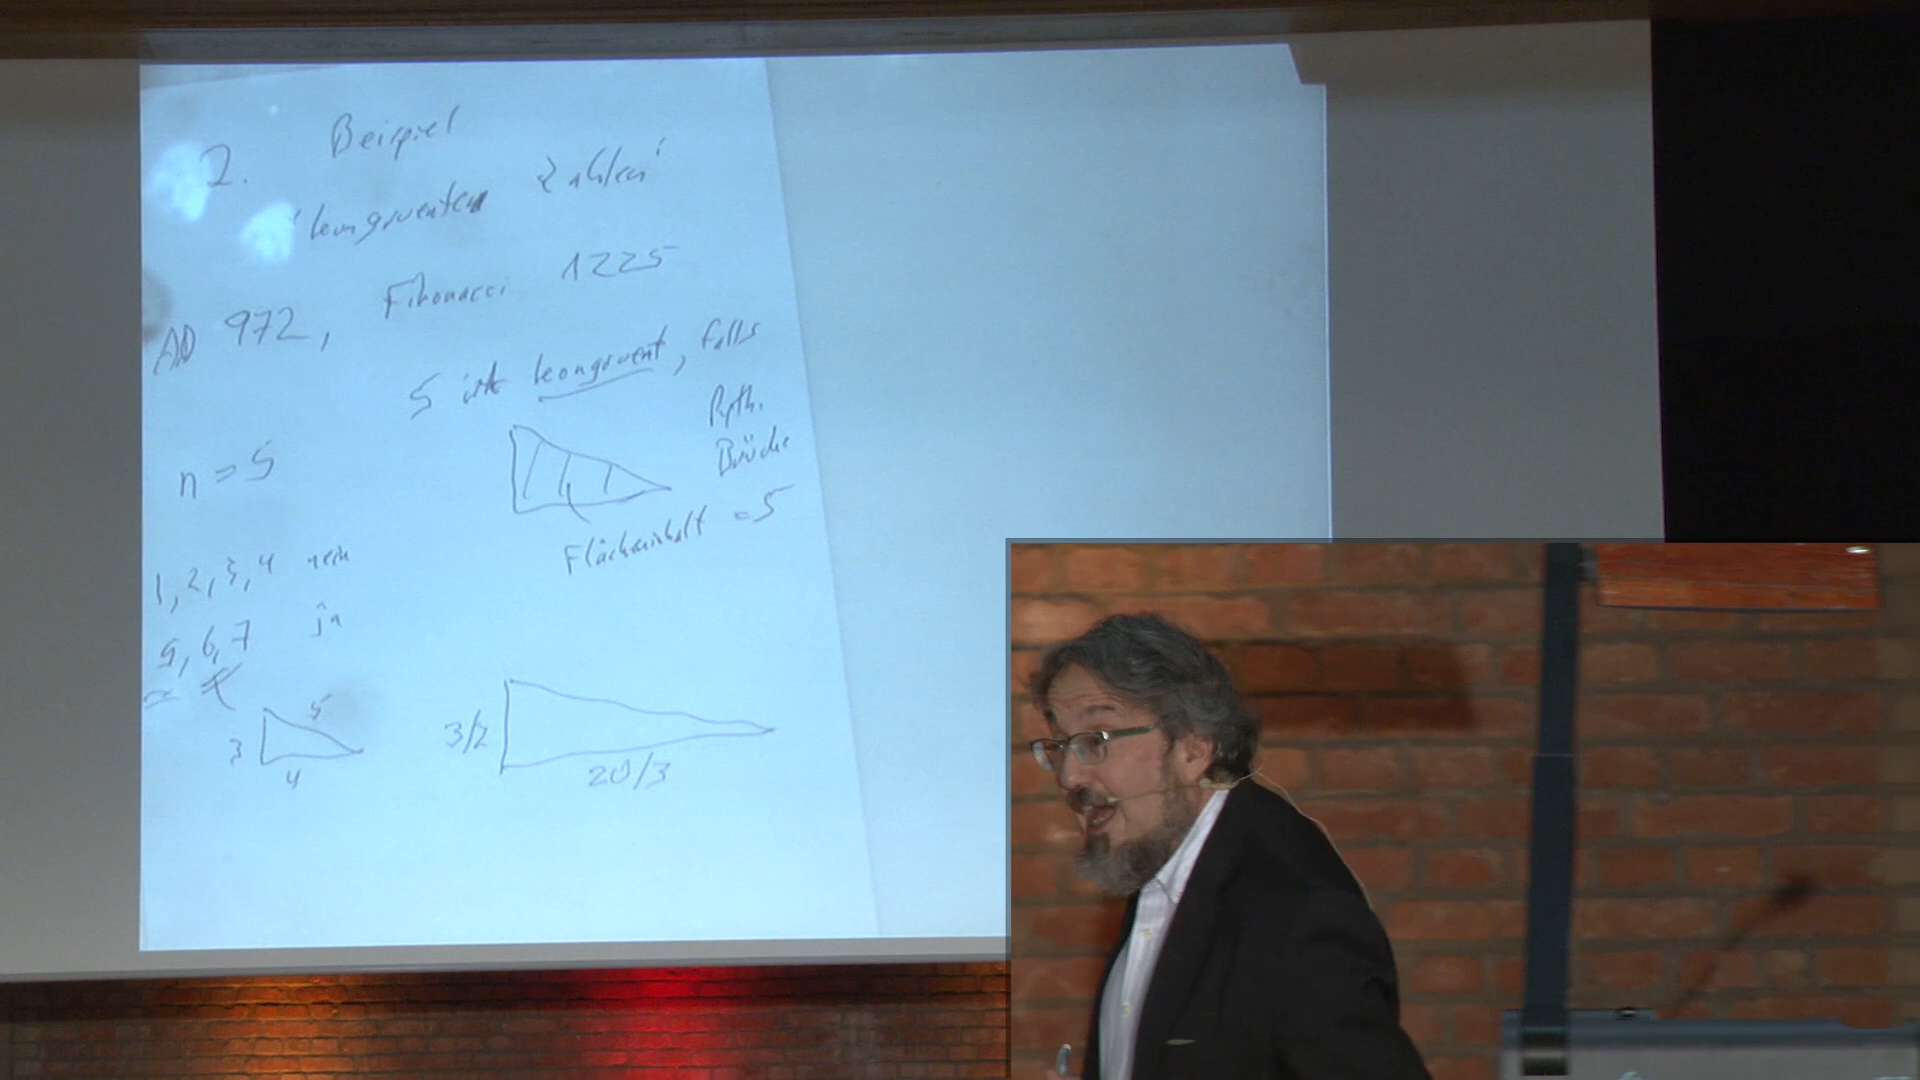 2. Beispiel
'kongruenten Zahlen'
AD 972, Fibonacci 1225
5 ist kongruent, falls
Pyth.
Brüche
n = 5
Flächeninhalt = 5
1, 2, 3, 4 nein
5, 6, 7 ja
3 5
4
3/2
20/3